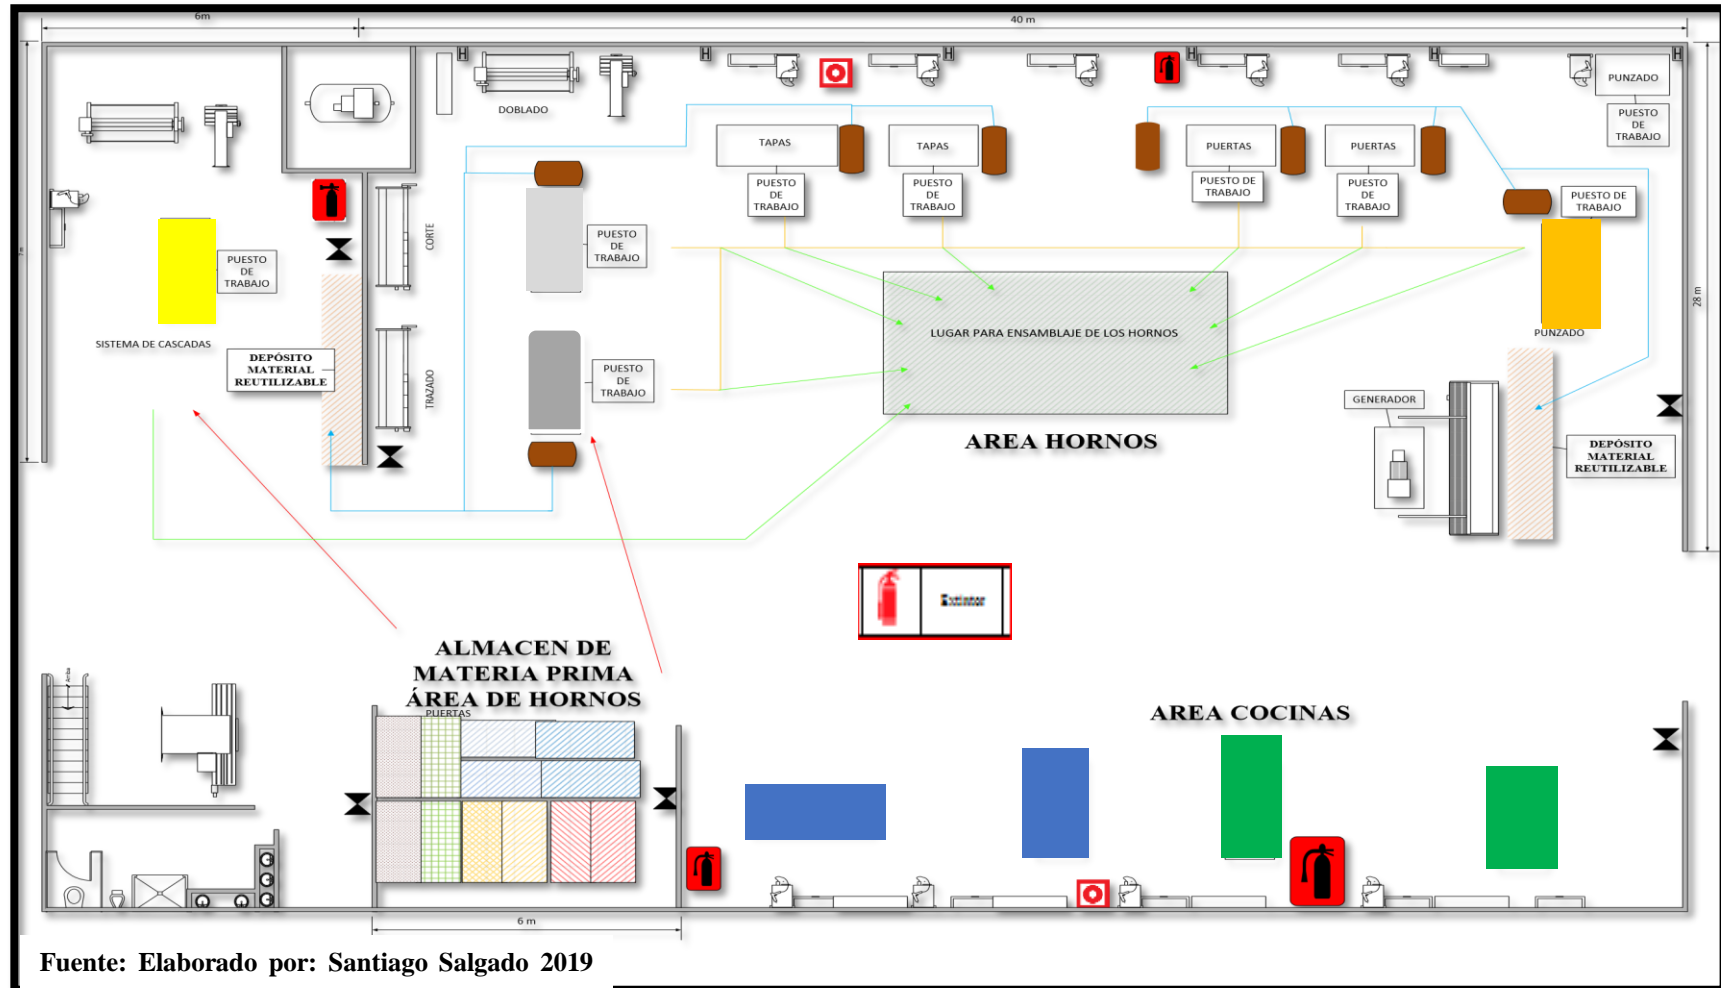 6m
40 m
DOBLADO
PUNZADO
PUESTO
DE
TRABAJO
TAPAS
TAPAS
PUERTAS
PUERTAS
PUESTO
DE
TRABAJO
PUESTO
DE
TRABAJO
PUESTO
DE
TRABAJO
PUESTO
DE
TRABAJO
PUESTO DE
TRABAJO
CORTE
PUESTO
DE
TRABAJO
PUESTO
DE
TRABAJO
28 m
SISTEMA DE CASCADAS
LUGAR PARA ENSAMBLAJE DE LOS HORNOS
PUNZADO
DEPÓSITO
MATERIAL
REUTILIZABLE
TRAZADO
PUESTO
DE
TRABAJO
GENERADOR
AREA HORNOS
DEPÓSITO
MATERIAL
REUTILIZABLE
Extintor
ALMACEN DE
MATERIA PRIMA
ÁREA DE HORNOS
PUERTAS
Arriba
AREA COCINAS
6 m
Fuente: Elaborado por: Santiago Salgado 2019